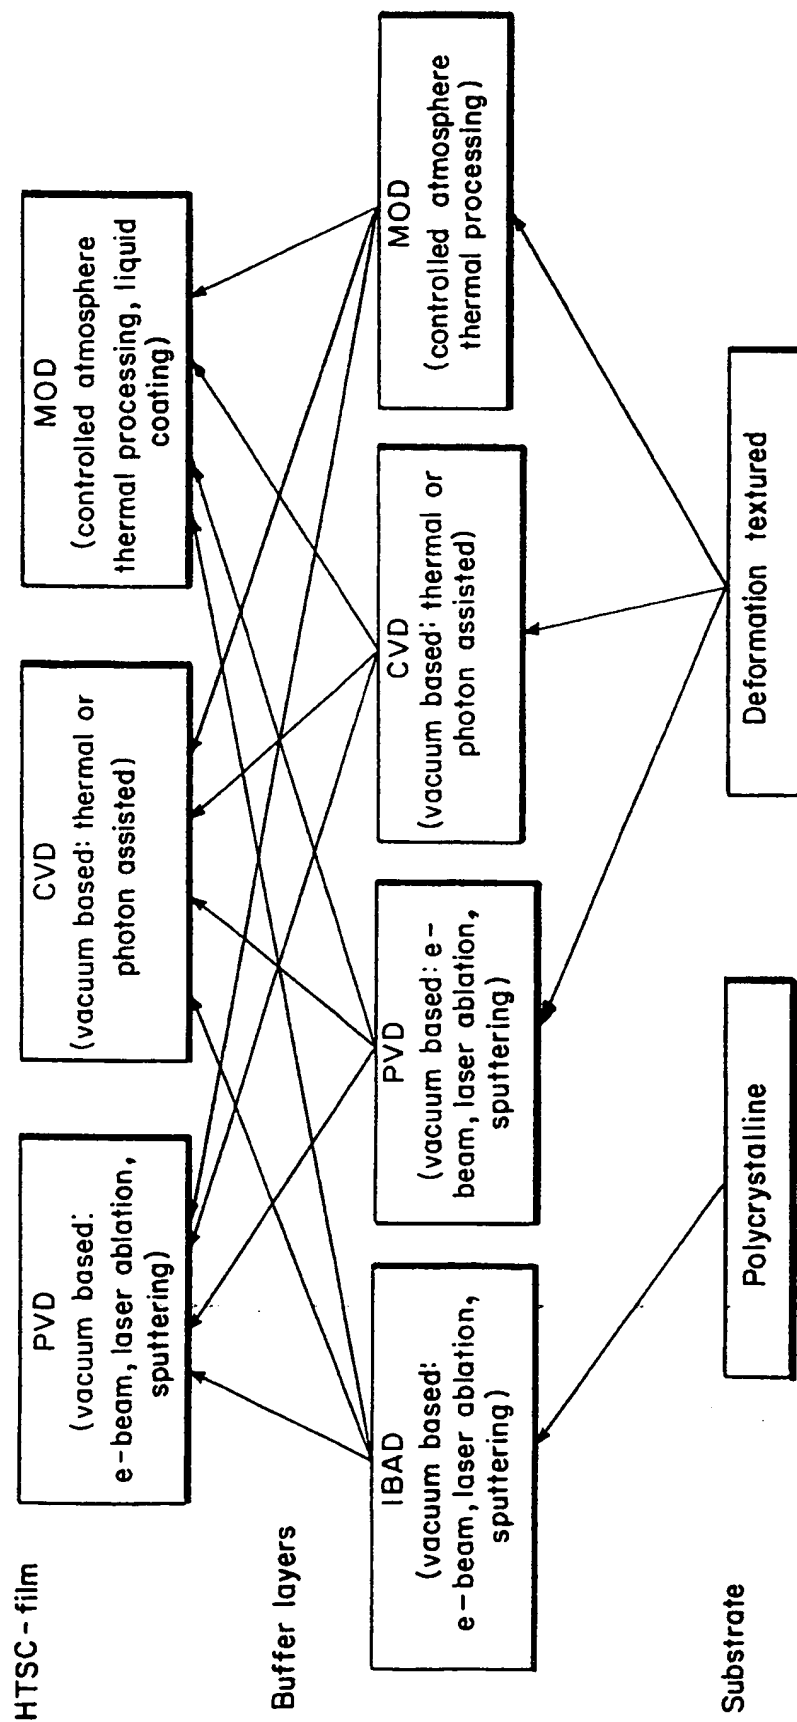 HTSC-film
PVD
(vacuum based:
e-beam, laser ablation,
sputtering)
CVD
(vacuum based: thermal or
photon assisted)
MOD
(controlled atmosphere
thermal processing, liquid
coating)
Buffer layers
IBAD
(vacuum based:
e-beam, laser ablation,
sputtering)
PVD
(vacuum based: e-
beam, laser ablation,
sputtering)
CVD
(vacuum based: thermal or
photon assisted)
MOD
(controlled atmosphere
thermal processing)
Substrate
Polycrystalline
Deformation textured